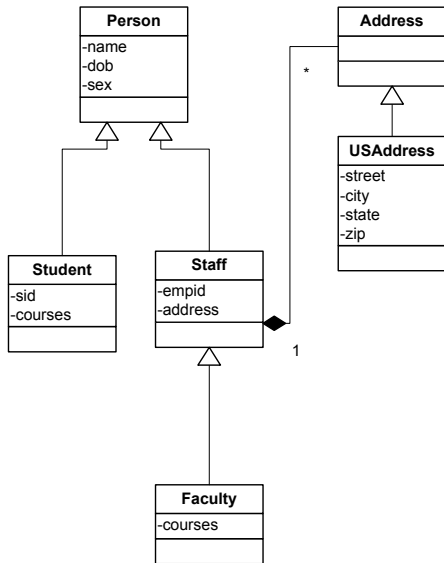 Person
-name
-dob
-sex
Address
*
USAddress
-street
-city
-state
-zip
Student
-sid
-courses
Staff
-empid
-address
1
Faculty
-courses